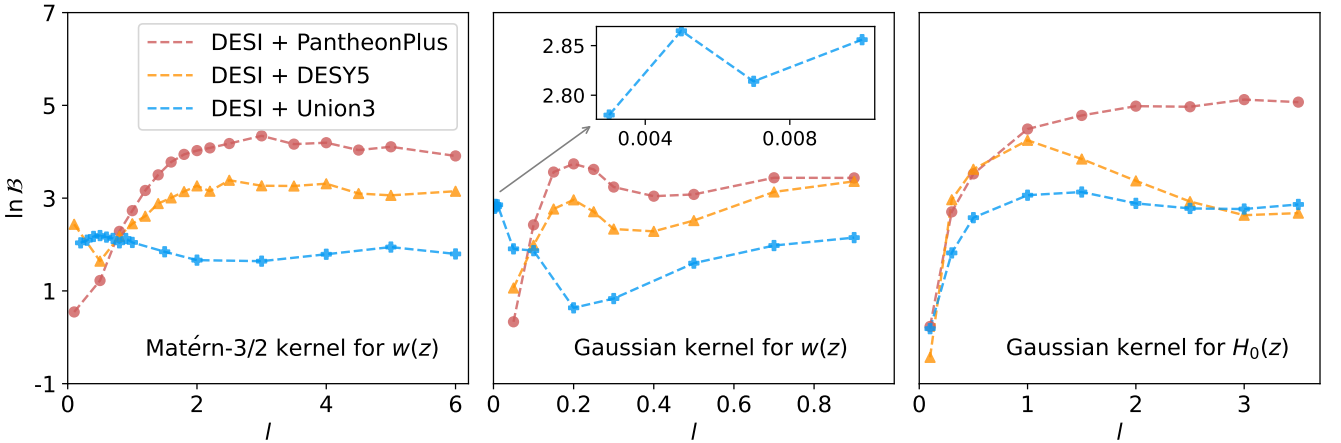 7
5
3
1
-1
ln B
DESI + PantheonPlus
DESI + DESY5
DESI + Union3
Matérn-3/2 kernel for w(z)
0 2 4 6
l
2.85
2.80
0.004 0.008
Gaussian kernel for w(z)
0 0.2 0.4 0.6 0.8
l
Gaussian kernel for H₀(z)
0 1 2 3
l